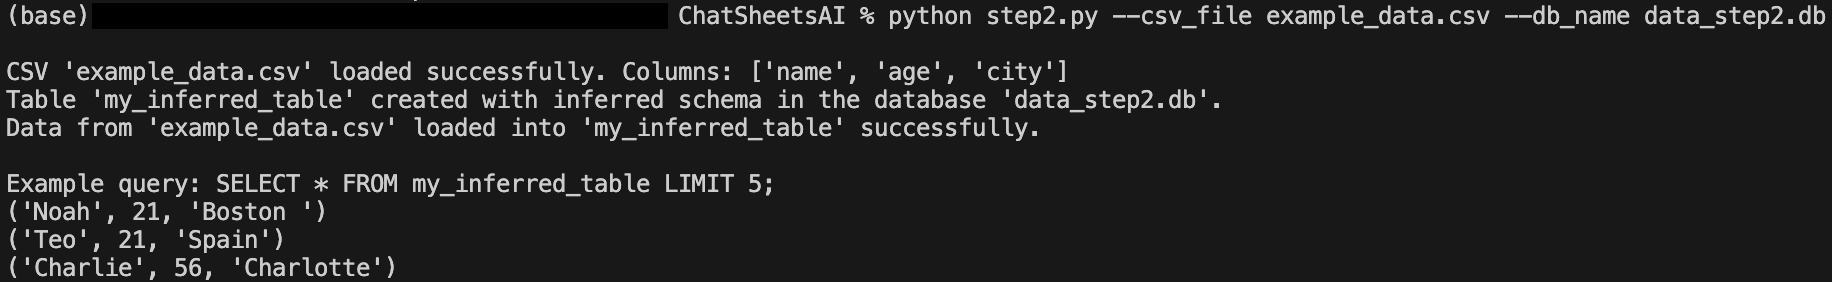 (base) ChatSheetsAI % python step2.py --csv_file example_data.csv --db_name data_step2.db
CSV 'example_data.csv' loaded successfully. Columns: ['name', 'age', 'city']
Table 'my_inferred_table' created with inferred schema in the database 'data_step2.db'.
Data from 'example_data.csv' loaded into 'my_inferred_table' successfully.
Example query: SELECT * FROM my_inferred_table LIMIT 5;
('Noah', 21, 'Boston ')
('Teo', 21, 'Spain')
('Charlie', 56, 'Charlotte')